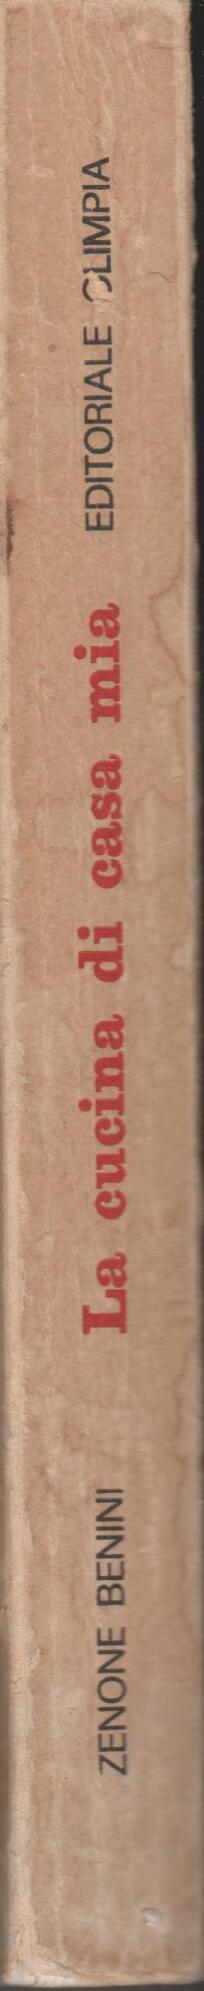 ZENONE BENINI
La cucina di casa mia
EDITORIALE OLIMPIA